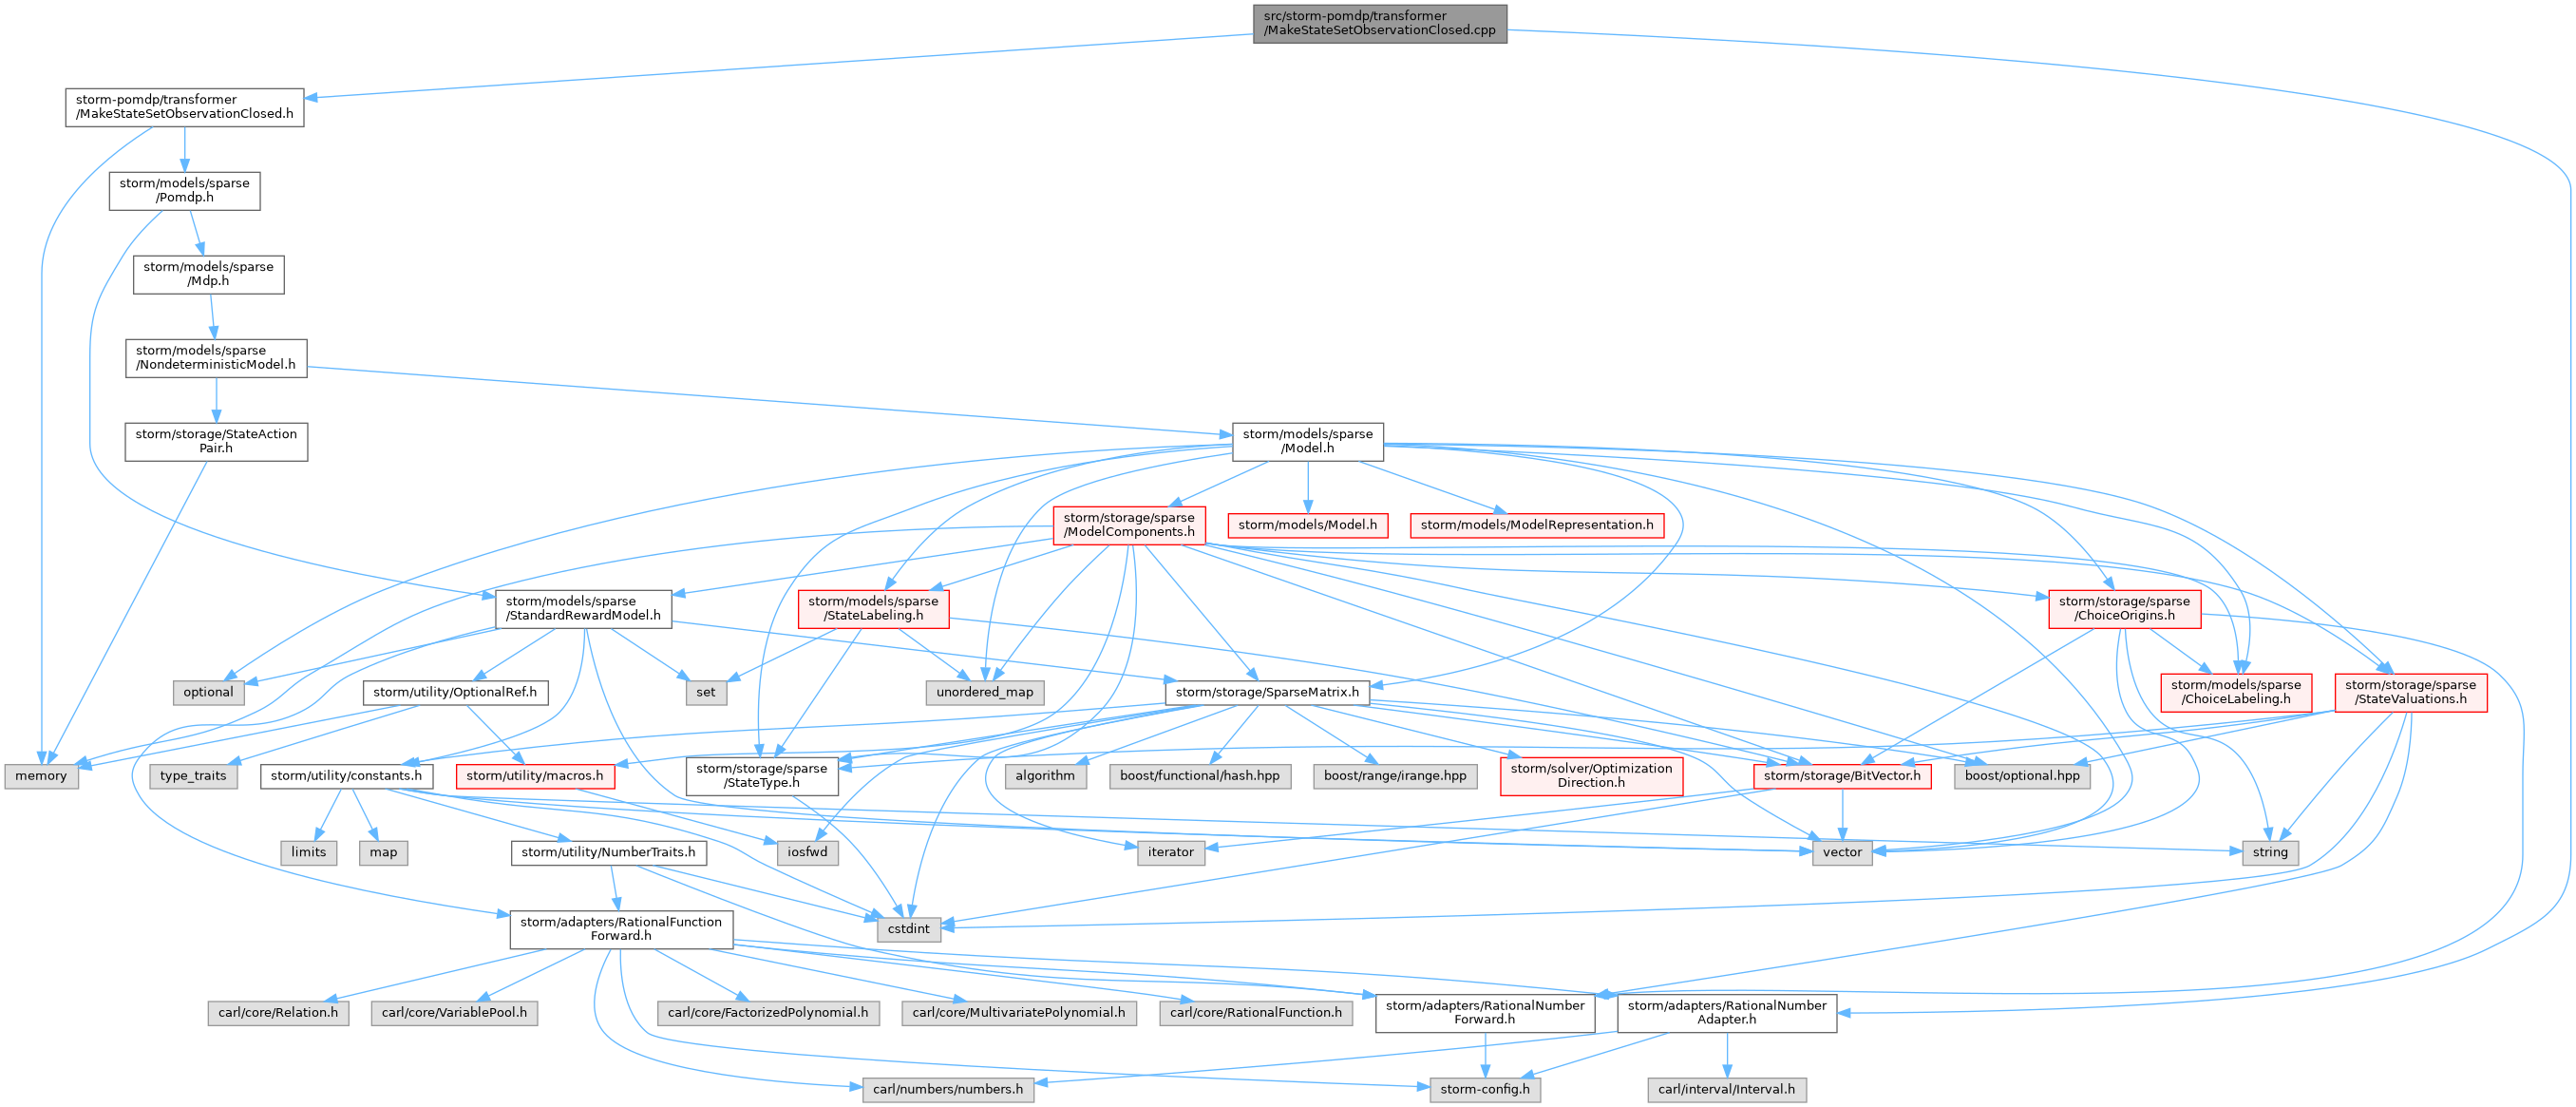 src/storm-pomdp/transformer
/MakeStateSetObservationClosed.cpp
storm-pomdp/transformer
/MakeStateSetObservationClosed.h
storm/models/sparse
/Pomdp.h
storm/models/sparse
/Mdp.h
storm/models/sparse
/NondeterministicModel.h
storm/storage/StateAction
Pair.h
storm/models/sparse
/Model.h
storm/storage/sparse
/ModelComponents.h
storm/models/Model.h
storm/models/ModelRepresentation.h
storm/models/sparse
/StandardRewardModel.h
storm/models/sparse
/StateLabeling.h
storm/storage/sparse
/ChoiceOrigins.h
optional
storm/utility/OptionalRef.h
set
unordered_map
storm/storage/SparseMatrix.h
storm/models/sparse
/ChoiceLabeling.h
storm/storage/sparse
/StateValuations.h
memory
type_traits
storm/utility/constants.h
storm/utility/macros.h
storm/storage/sparse
/StateType.h
algorithm
boost/functional/hash.hpp
boost/range/irange.hpp
storm/solver/Optimization
Direction.h
storm/storage/BitVector.h
boost/optional.hpp
limits
map
storm/utility/NumberTraits.h
iosfwd
iterator
vector
string
storm/adapters/RationalFunction
Forward.h
cstdint
carl/core/Relation.h
carl/core/VariablePool.h
carl/core/FactorizedPolynomial.h
carl/core/MultivariatePolynomial.h
carl/core/RationalFunction.h
storm/adapters/RationalNumber
Forward.h
storm/adapters/RationalNumber
Adapter.h
carl/numbers/numbers.h
storm-config.h
carl/interval/Interval.h